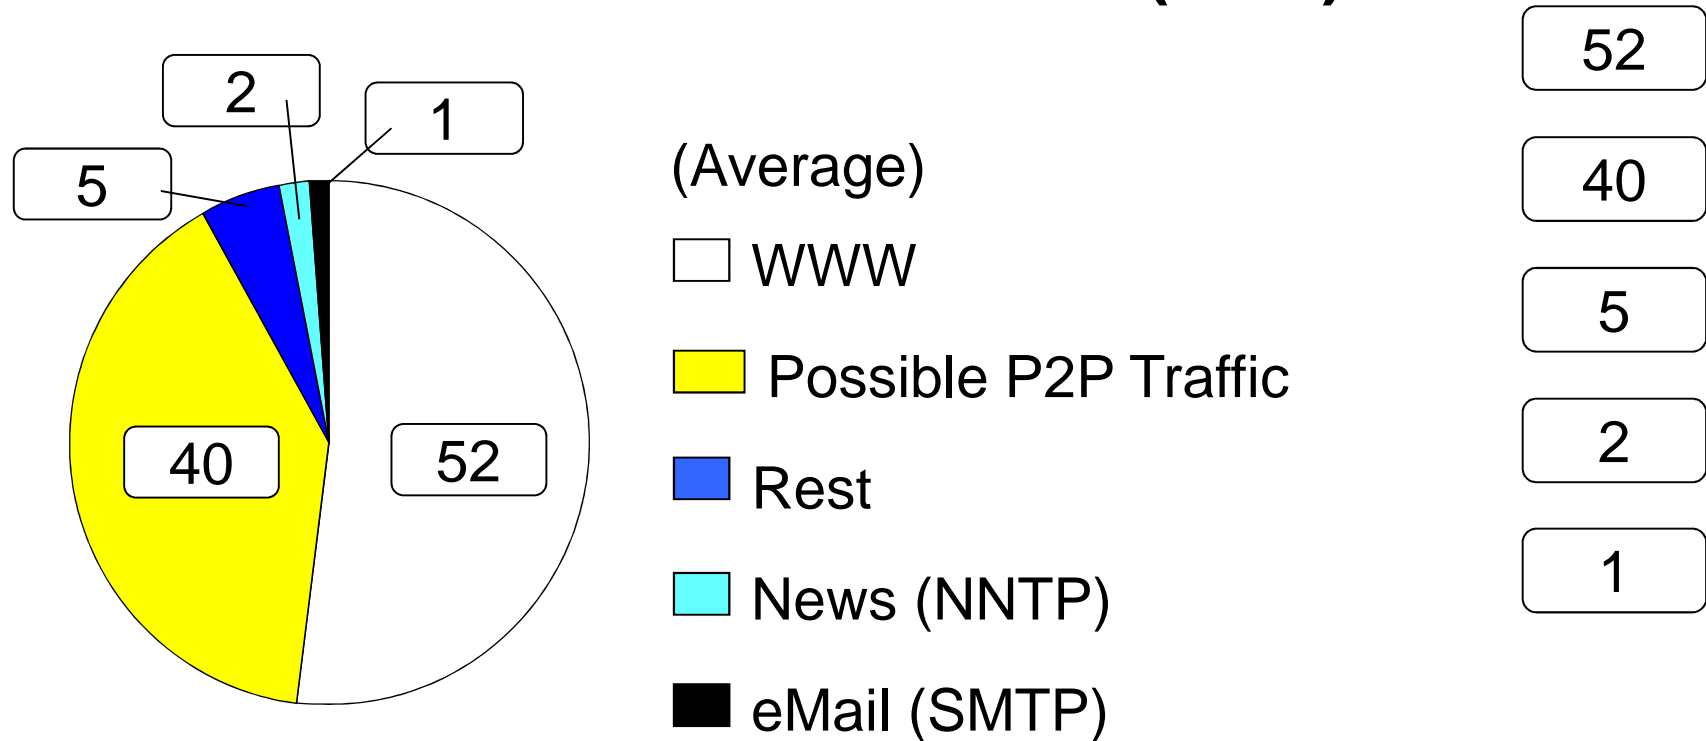 2
1
5
40
52
(Average)
WWW
Possible P2P Traffic
Rest
News (NNTP)
eMail (SMTP)
52
40
5
2
1